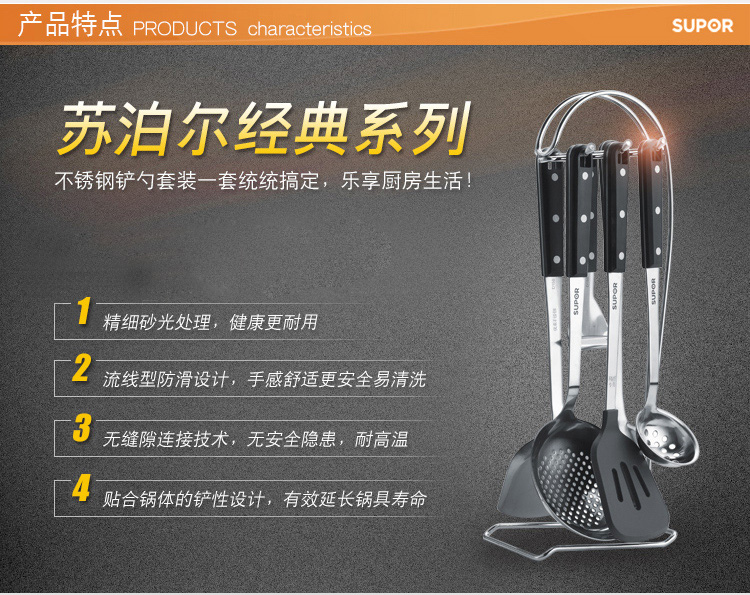 产品特点 PRODUCTS characteristics
SUPOR
苏泊尔经典系列
不锈钢铲勺套装一套统统搞定，乐享厨房生活！
1 精细砂光处理，健康更耐用
2 流线型防滑设计，手感舒适更安全易清洗
3 无缝隙连接技术，无安全隐患，耐高温
4 贴合锅体的铲性设计，有效延长锅具寿命
SUPOR
SUPOR
SUPOR